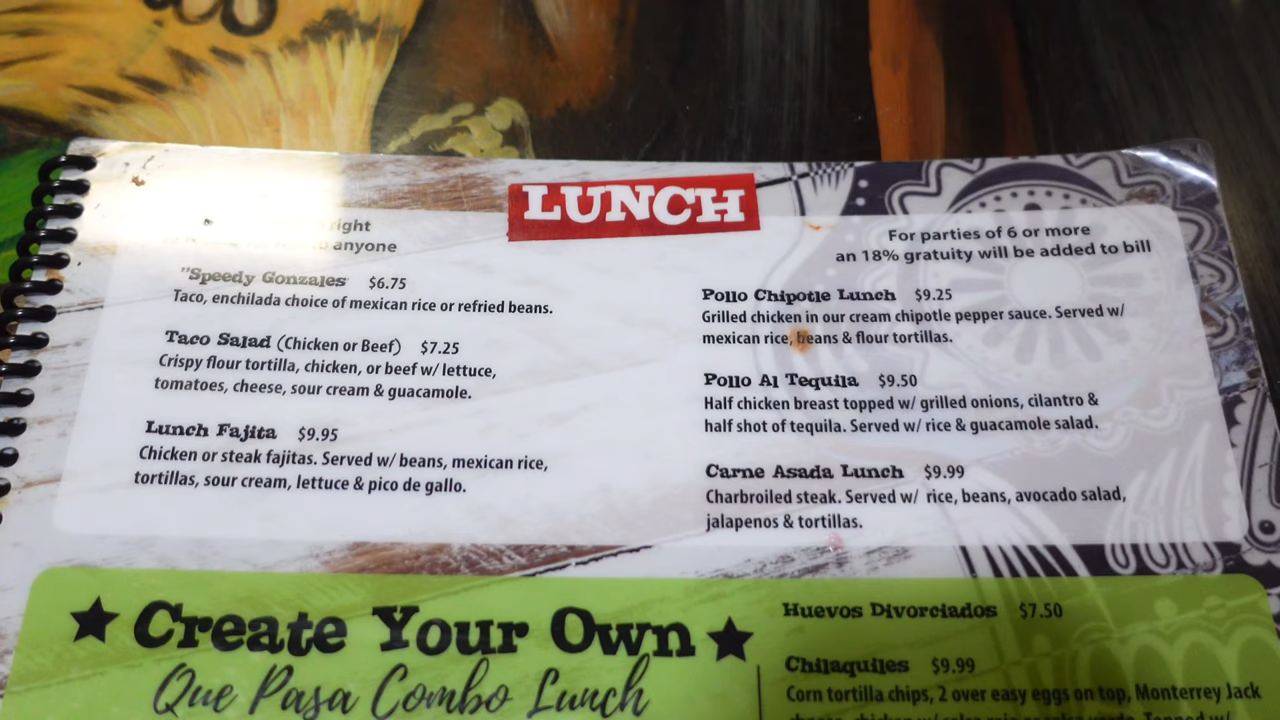 LUNCH
right
anyone
For parties of 6 or more
an 18% gratuity will be added to bill
"Speedy Gonzales $6.75
Taco, enchilada choice of mexican rice or refried beans.
Taco Salad (Chicken or Beef) $7.25
Crispy flour tortilla, chicken, or beef w/ lettuce,
tomatoes, cheese, sour cream & guacamole.
Lunch Fajita $9.95
Chicken or steak fajitas. Served w/ beans, mexican rice,
tortillas, sour cream, lettuce & pico de gallo.
Pollo Chipotle Lunch $9.25
Grilled chicken in our cream chipotle pepper sauce. Served w/
mexican rice, beans & flour tortillas.
Pollo Al Tequila $9.50
Half chicken breast topped w/ grilled onions, cilantro &
half shot of tequila. Served w/ rice & guacamole salad.
Carne Asada Lunch $9.99
Charbroiled steak. Served w/ rice, beans, avocado salad,
jalapenos & tortillas.
Create Your Own
Que Pasa Combo Lunch
Huevos Divorciados $7.50
Chilaquiles $9.99
Corn tortilla chips, 2 over easy eggs on top, Monterrey Jack